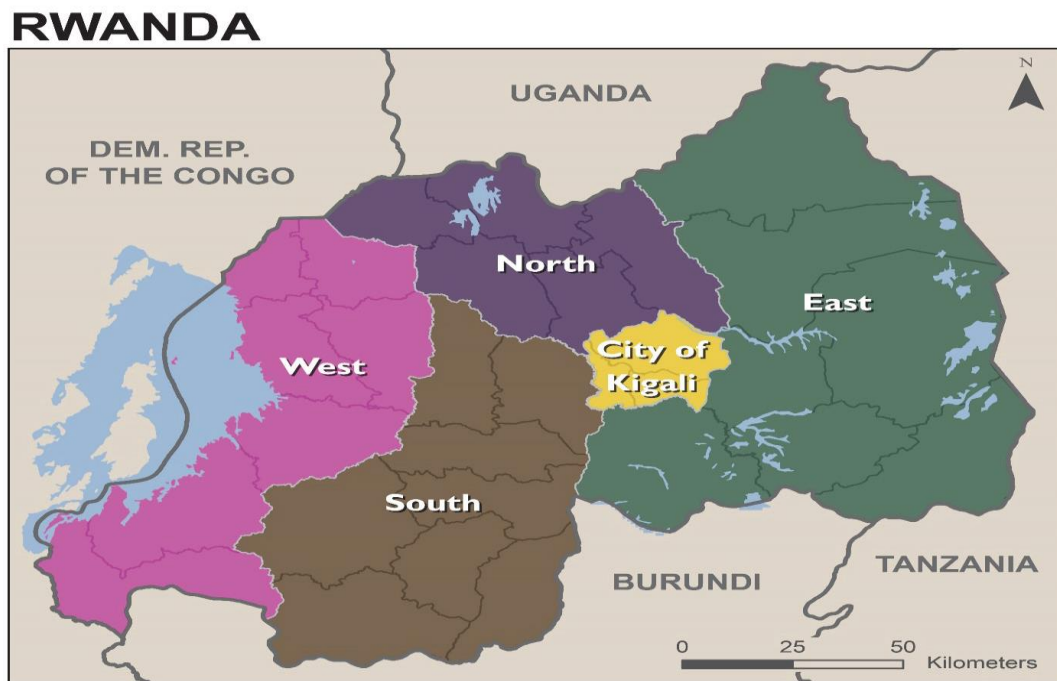 RWANDA
N
UGANDA
DEM. REP.
OF THE CONGO
North
East
City of
Kigali
West
South
BURUNDI
TANZANIA
0 25 50
Kilometers